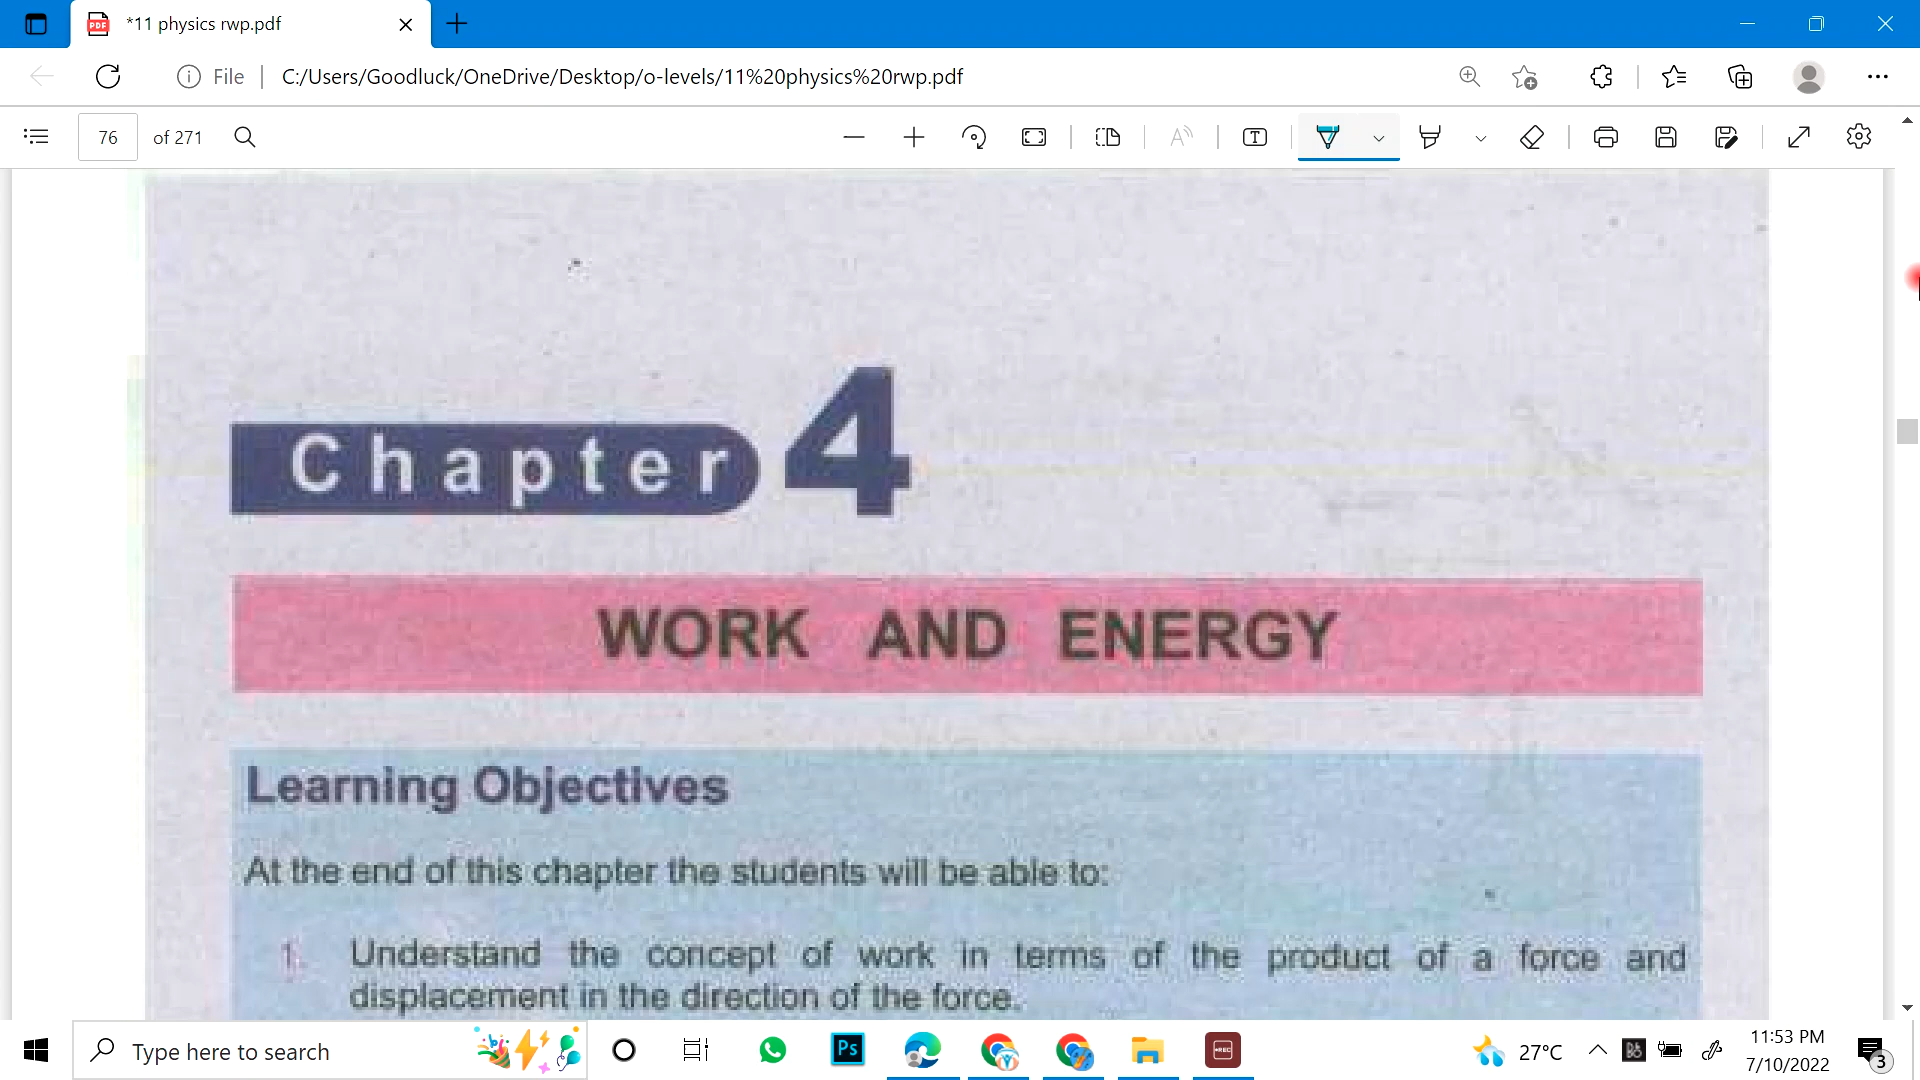 *11 physics rwp.pdf
File
C:/Users/Goodluck/OneDrive/Desktop/o-levels/11%20physics%20rwp.pdf
76 of 271
Chapter 4
WORK AND ENERGY
Learning Objectives
At the end of this chapter the students will be able to:
1. Understand the concept of work in terms of the product of a force and
displacement in the direction of the force.
Type here to search
Ps
REC
27°C
11:53 PM
7/10/2022
3